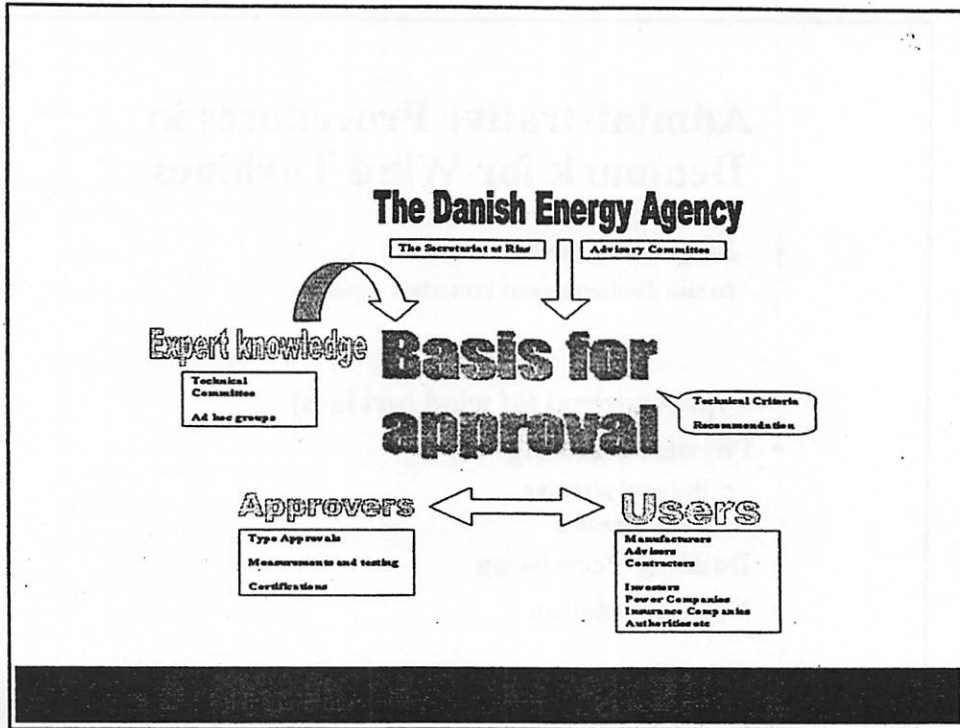 Administrative Procedures in
Denmark for Wind Turbines
The Danish Energy Agency
The Secretariat at Risø
Advisory Committee
Expert knowledge
Technical
Committee
Ad hoc groups
Basis for
approval
Technical Criteria
Recommendation
Approvers
Type Approvals
Measurements and testing
Certifications
Users
Manufacturers
Advisers
Contractors
Investors
Power Companies
Insurance Companies
Authorities etc